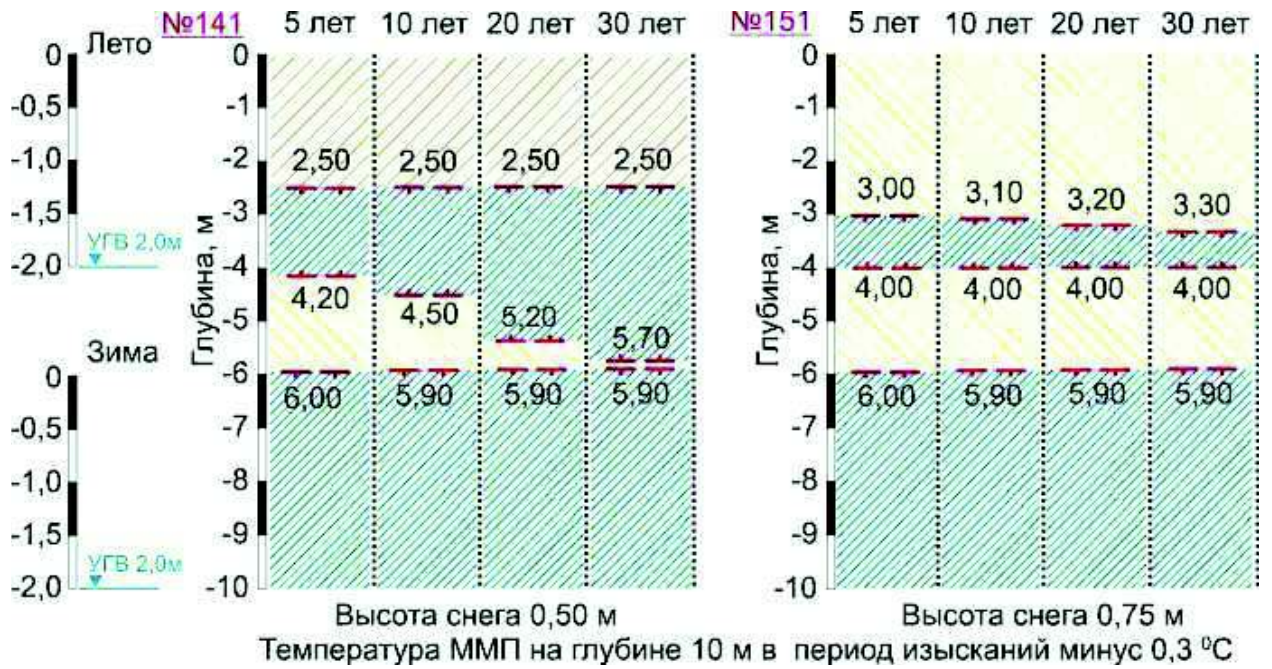 №141 5 лет 10 лет 20 лет 30 лет
№151 5 лет 10 лет 20 лет 30 лет
Лето
0
-0,5
-1,0
-1,5
-2,0
УГВ 2,0м
Зима
0
-0,5
-1,0
-1,5
-2,0
УГВ 2,0м
Глубина, м
0
-1
-2
-3
-4
-5
-6
-7
-8
-9
-10
2,50 2,50 2,50 2,50
4,20 4,50 5,20 5,70
6,00 5,90 5,90 5,90
Высота снега 0,50 м
Глубина, м
0
-1
-2
-3
-4
-5
-6
-7
-8
-9
-10
3,00 3,10 3,20 3,30
4,00 4,00 4,00 4,00
6,00 5,90 5,90 5,90
Высота снега 0,75 м
Температура ММП на глубине 10 м в период изысканий минус 0,3 ⁰С